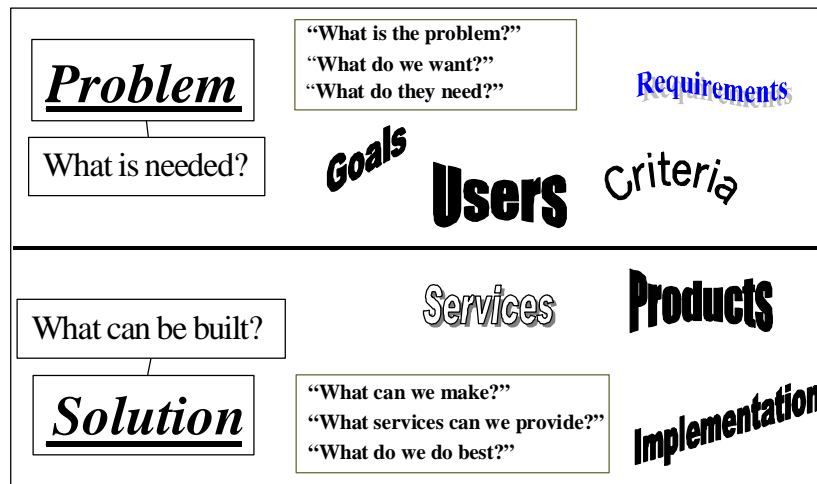 Problem
What is needed?
“What is the problem?”
“What do we want?”
“What do they need?”
Requirements
Goals
Users
Criteria
What can be built?
Solution
Services
Products
“What can we make?”
“What services can we provide?”
“What do we do best?”
Implementation